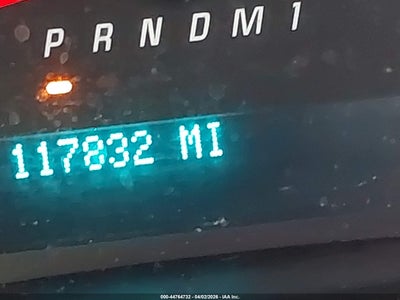 P R N D M 1
117832 MI
000-44764732 - 04/02/2026 - IAA Inc.